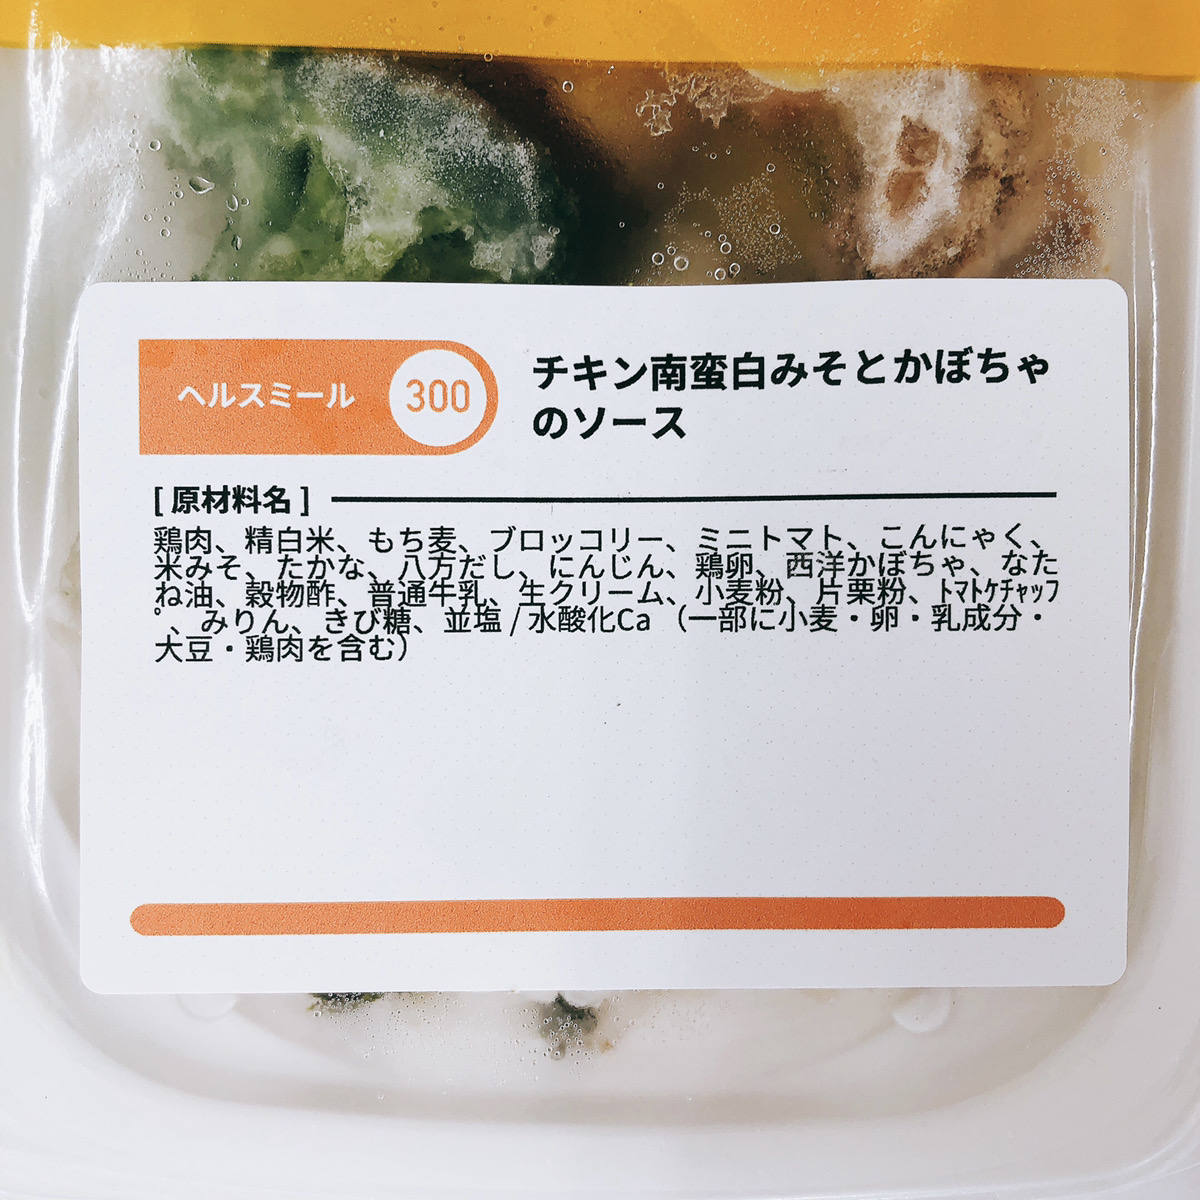 ヘルスミール 300
チキン南蛮白みそとかぼちゃ
のソース
[ 原材料名 ]
鶏肉、精白米、もち麦、ブロッコリー、ミニトマト、こんにゃく、
米みそ、たかな、八方だし、にんじん、鶏卵、西洋かぼちゃ、なた
ね油、穀物酢、普通牛乳、生クリーム、小麦粉、片栗粉、ﾄﾏﾄｹﾁｬｯﾌ
ﾟ、みりん、きび糖、並塩 / 水酸化Ca （一部に小麦・卵・乳成分・
大豆・鶏肉を含む）